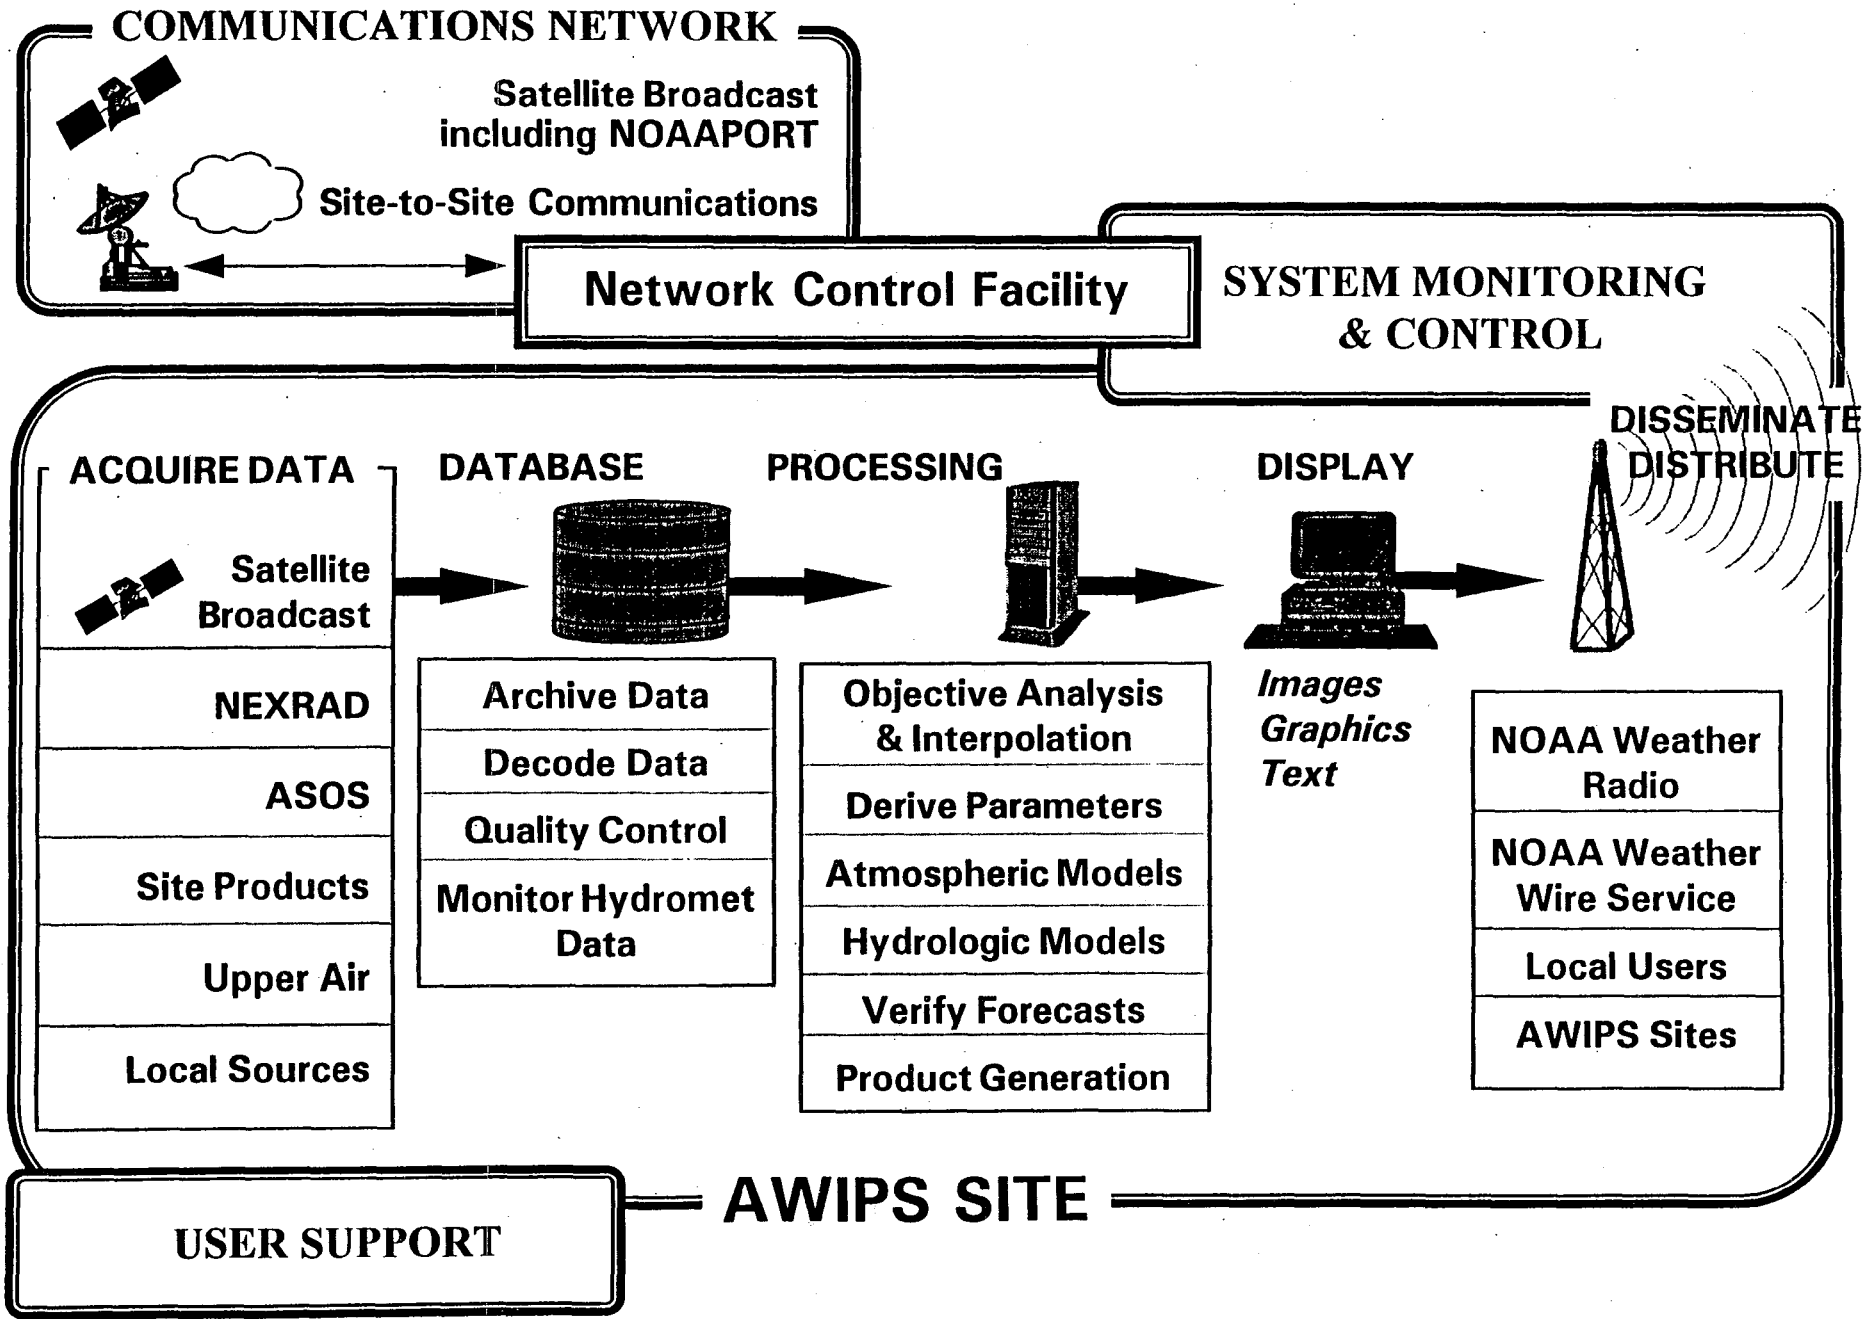 COMMUNICATIONS NETWORK
Satellite Broadcast
including NOAAPORT
Site-to-Site Communications
Network Control Facility
SYSTEM MONITORING
& CONTROL
ACQUIRE DATA
Satellite
Broadcast
NEXRAD
ASOS
Site Products
Upper Air
Local Sources
DATABASE
Archive Data
Decode Data
Quality Control
Monitor Hydromet
Data
PROCESSING
Objective Analysis
& Interpolation
Derive Parameters
Atmospheric Models
Hydrologic Models
Verify Forecasts
Product Generation
DISPLAY
Images
Graphics
Text
DISSEMINATE
DISTRIBUTE
NOAA Weather
Radio
NOAA Weather
Wire Service
Local Users
AWIPS Sites
AWIPS SITE
USER SUPPORT